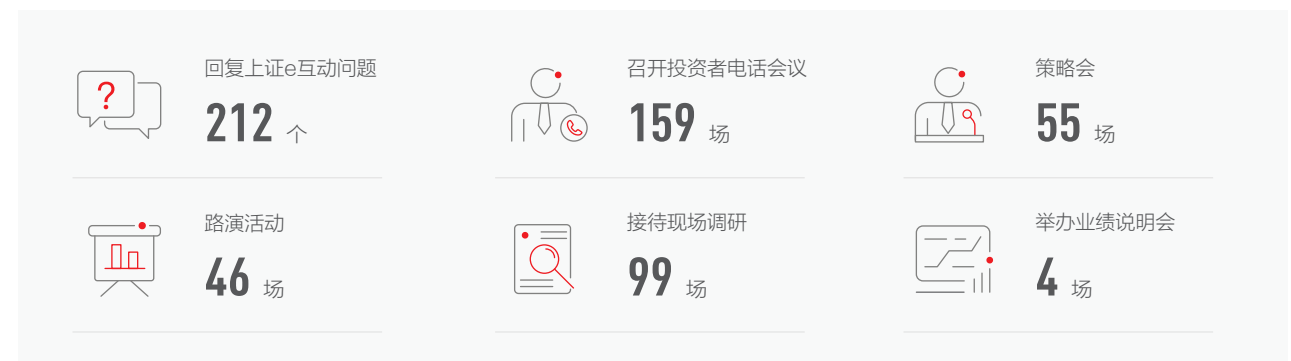 回复上证e互动问题
212 个
召开投资者电话会议
159 场
策略会
55 场
路演活动
46 场
接待现场调研
99 场
举办业绩说明会
4 场